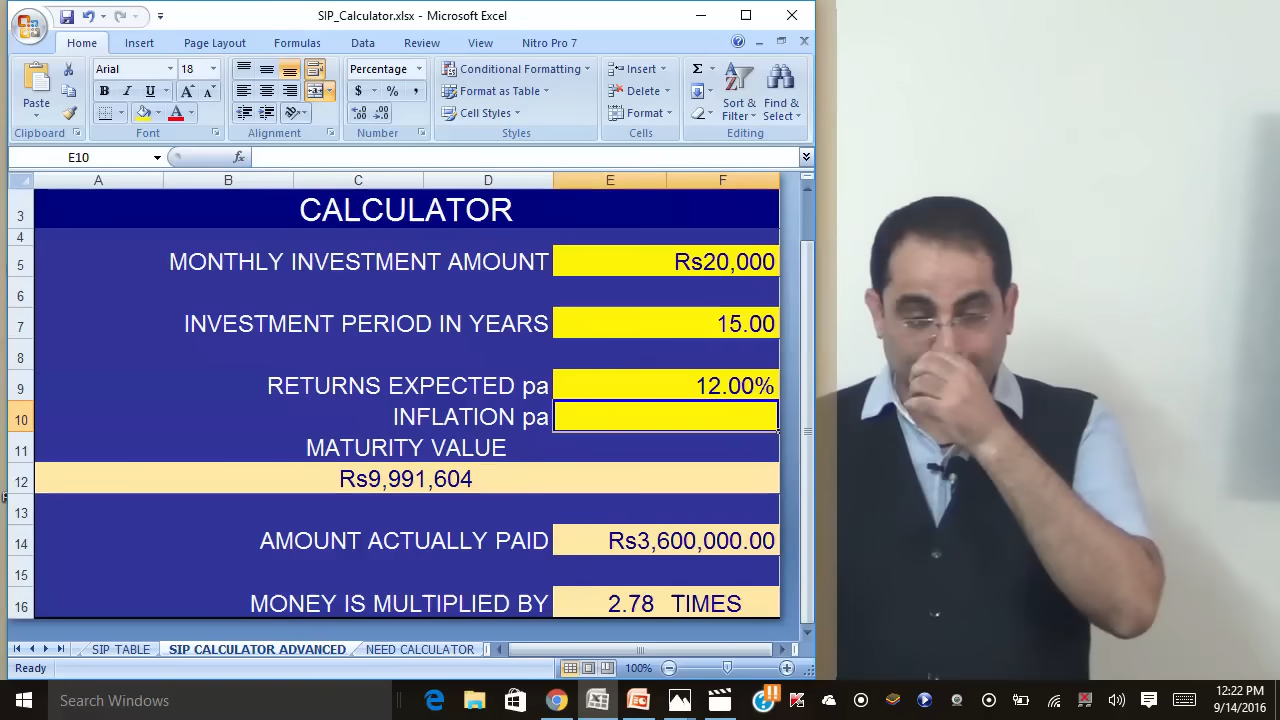 SIP_Calculator.xlsx - Microsoft Excel
Home Insert Page Layout Formulas Data Review View Nitro Pro 7
Paste Arial 18 Percentage Conditional Formatting Insert Σ
B I U A A $ % , Format as Table Delete Sort & Filter Find & Select
A Cell Styles Format
Clipboard Font Alignment Number Styles Cells Editing
E10 fx
A B C D E F
3 CALCULATOR
4
5 MONTHLY INVESTMENT AMOUNT Rs20,000
6
7 INVESTMENT PERIOD IN YEARS 15.00
8
9 RETURNS EXPECTED pa 12.00%
10 INFLATION pa
11 MATURITY VALUE
12 Rs9,991,604
13
14 AMOUNT ACTUALLY PAID Rs3,600,000.00
15
16 MONEY IS MULTIPLIED BY 2.78 TIMES
SIP TABLE SIP CALCULATOR ADVANCED NEED CALCULATOR
Ready 100%
Search Windows
12:22 PM
9/14/2016